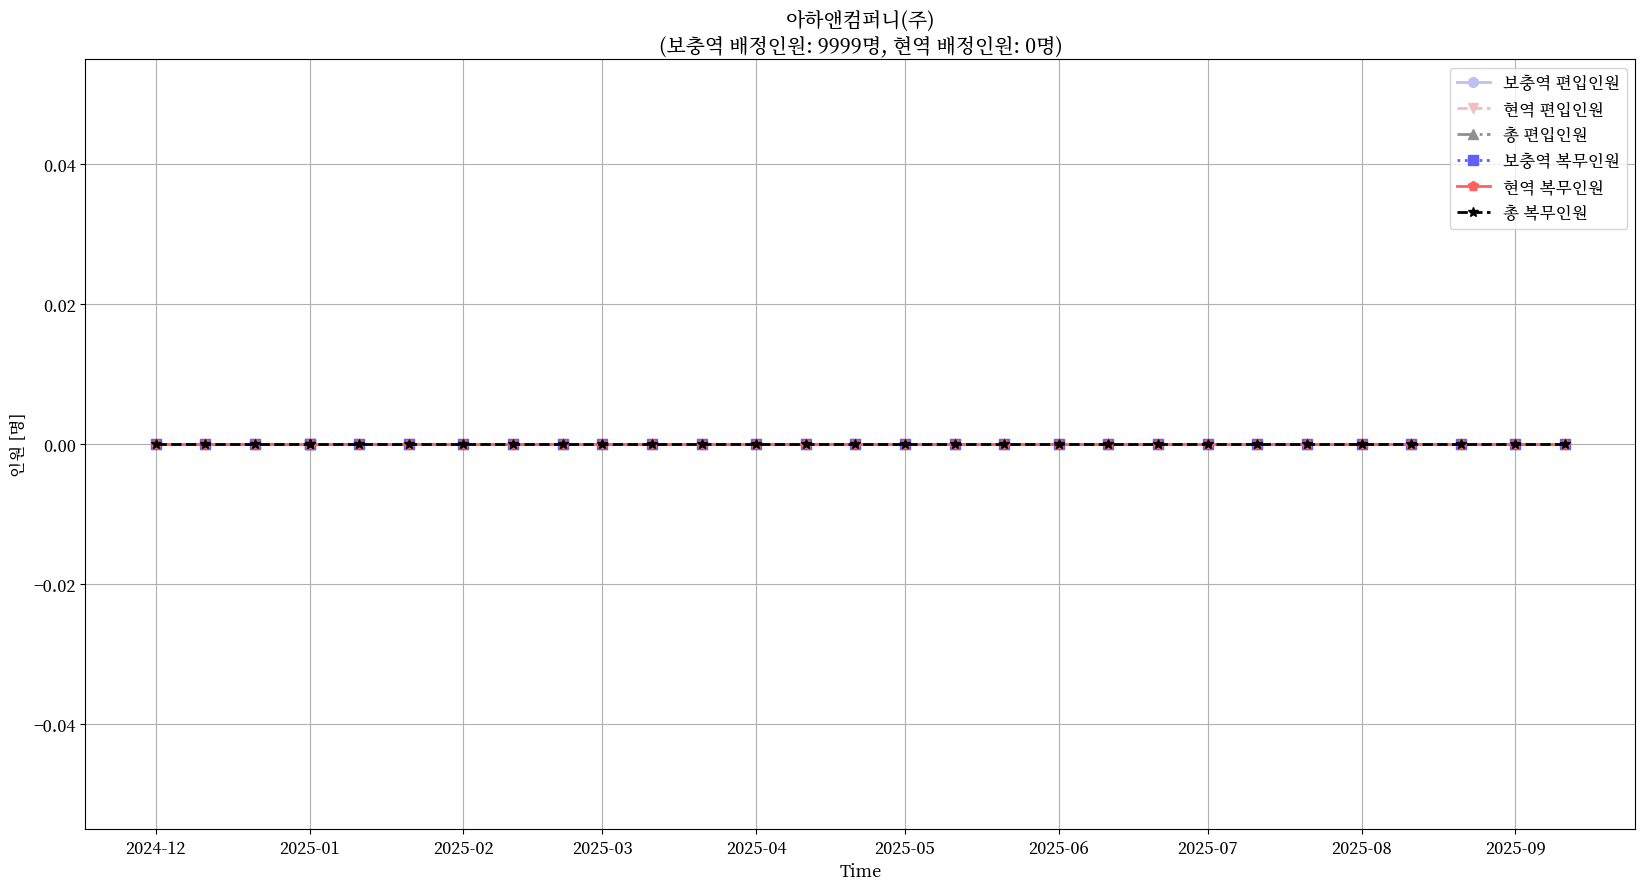 아하앤컴퍼니(주)
(보충역 배정인원: 9999명, 현역 배정인원: 0명)
보충역 편입인원
현역 편입인원
총 편입인원
보충역 복무인원
현역 복무인원
총 복무인원
0.04
0.02
0.00
−0.02
−0.04
인원 [명]
2024-12 2025-01 2025-02 2025-03 2025-04 2025-05 2025-06 2025-07 2025-08 2025-09
Time